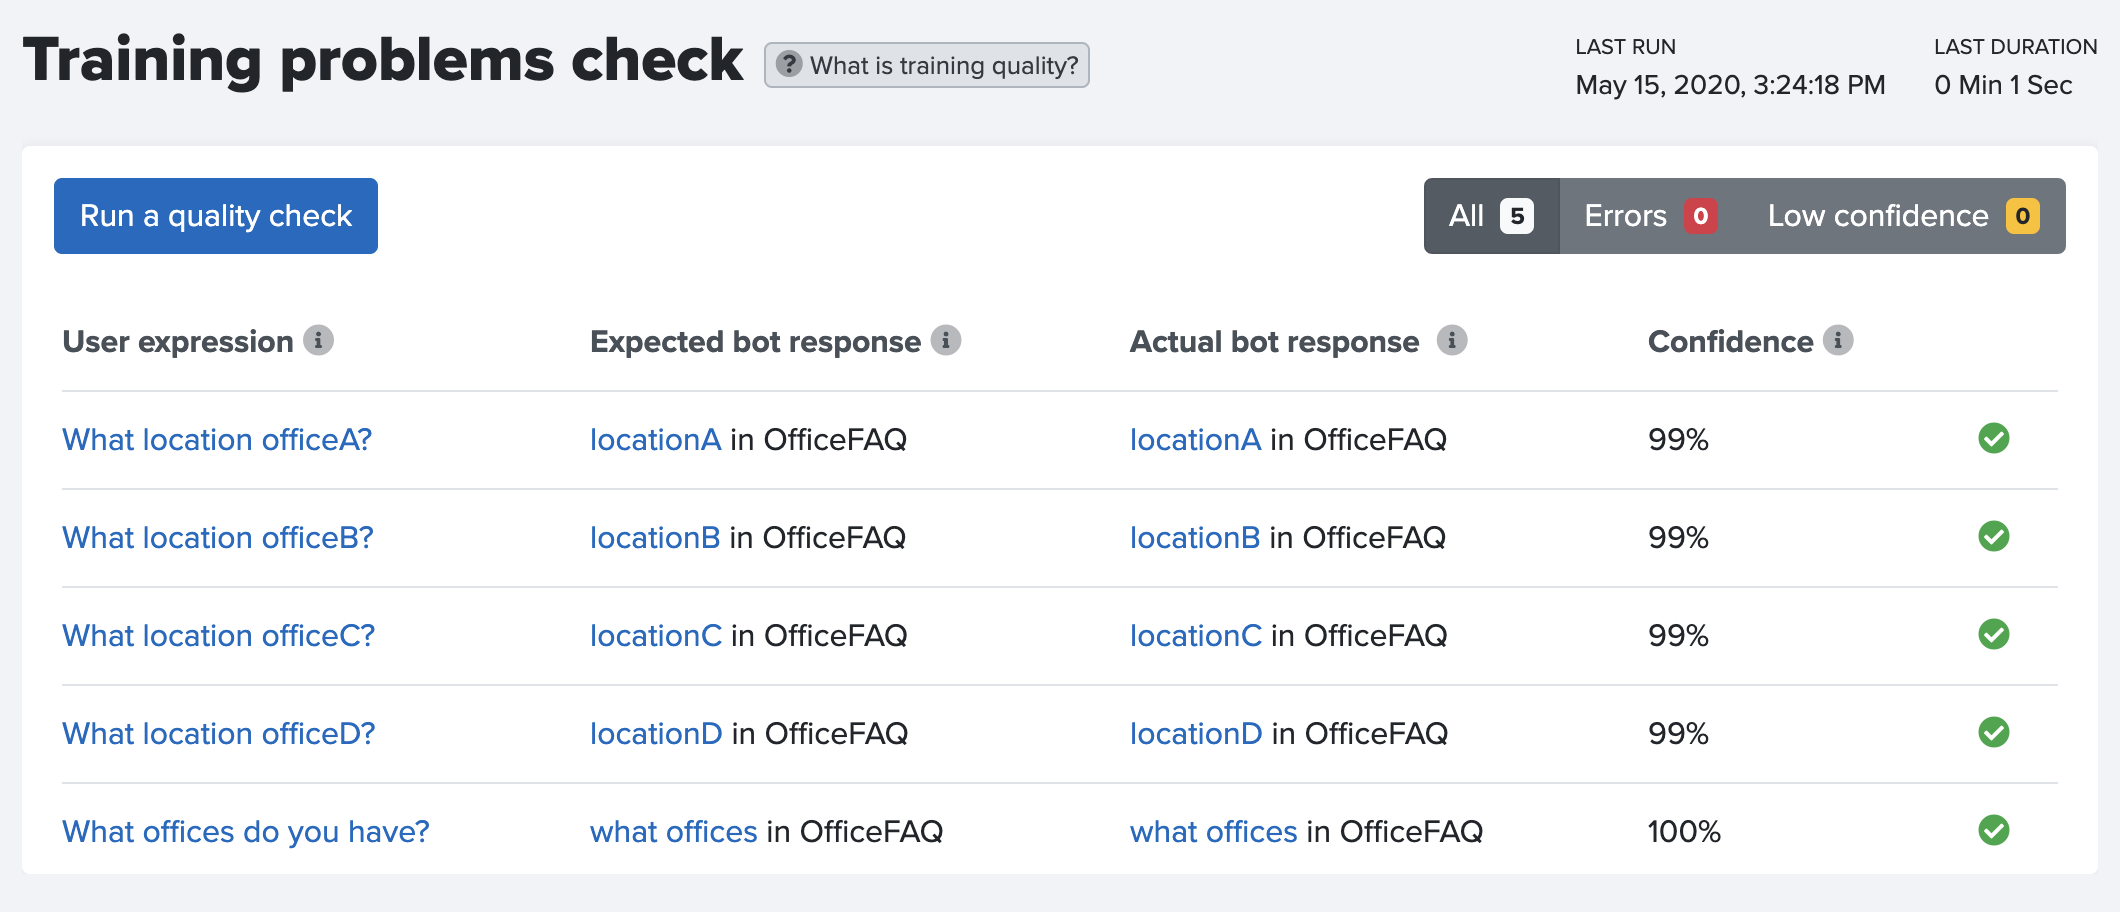 Training problems check
? What is training quality?
LAST RUN
May 15, 2020, 3:24:18 PM
LAST DURATION
0 Min 1 Sec
Run a quality check
All 5
Errors 0
Low confidence 0
User expression i
Expected bot response i
Actual bot response i
Confidence i
What location officeA?
locationA in OfficeFAQ
locationA in OfficeFAQ
99%
What location officeB?
locationB in OfficeFAQ
locationB in OfficeFAQ
99%
What location officeC?
locationC in OfficeFAQ
locationC in OfficeFAQ
99%
What location officeD?
locationD in OfficeFAQ
locationD in OfficeFAQ
99%
What offices do you have?
what offices in OfficeFAQ
what offices in OfficeFAQ
100%